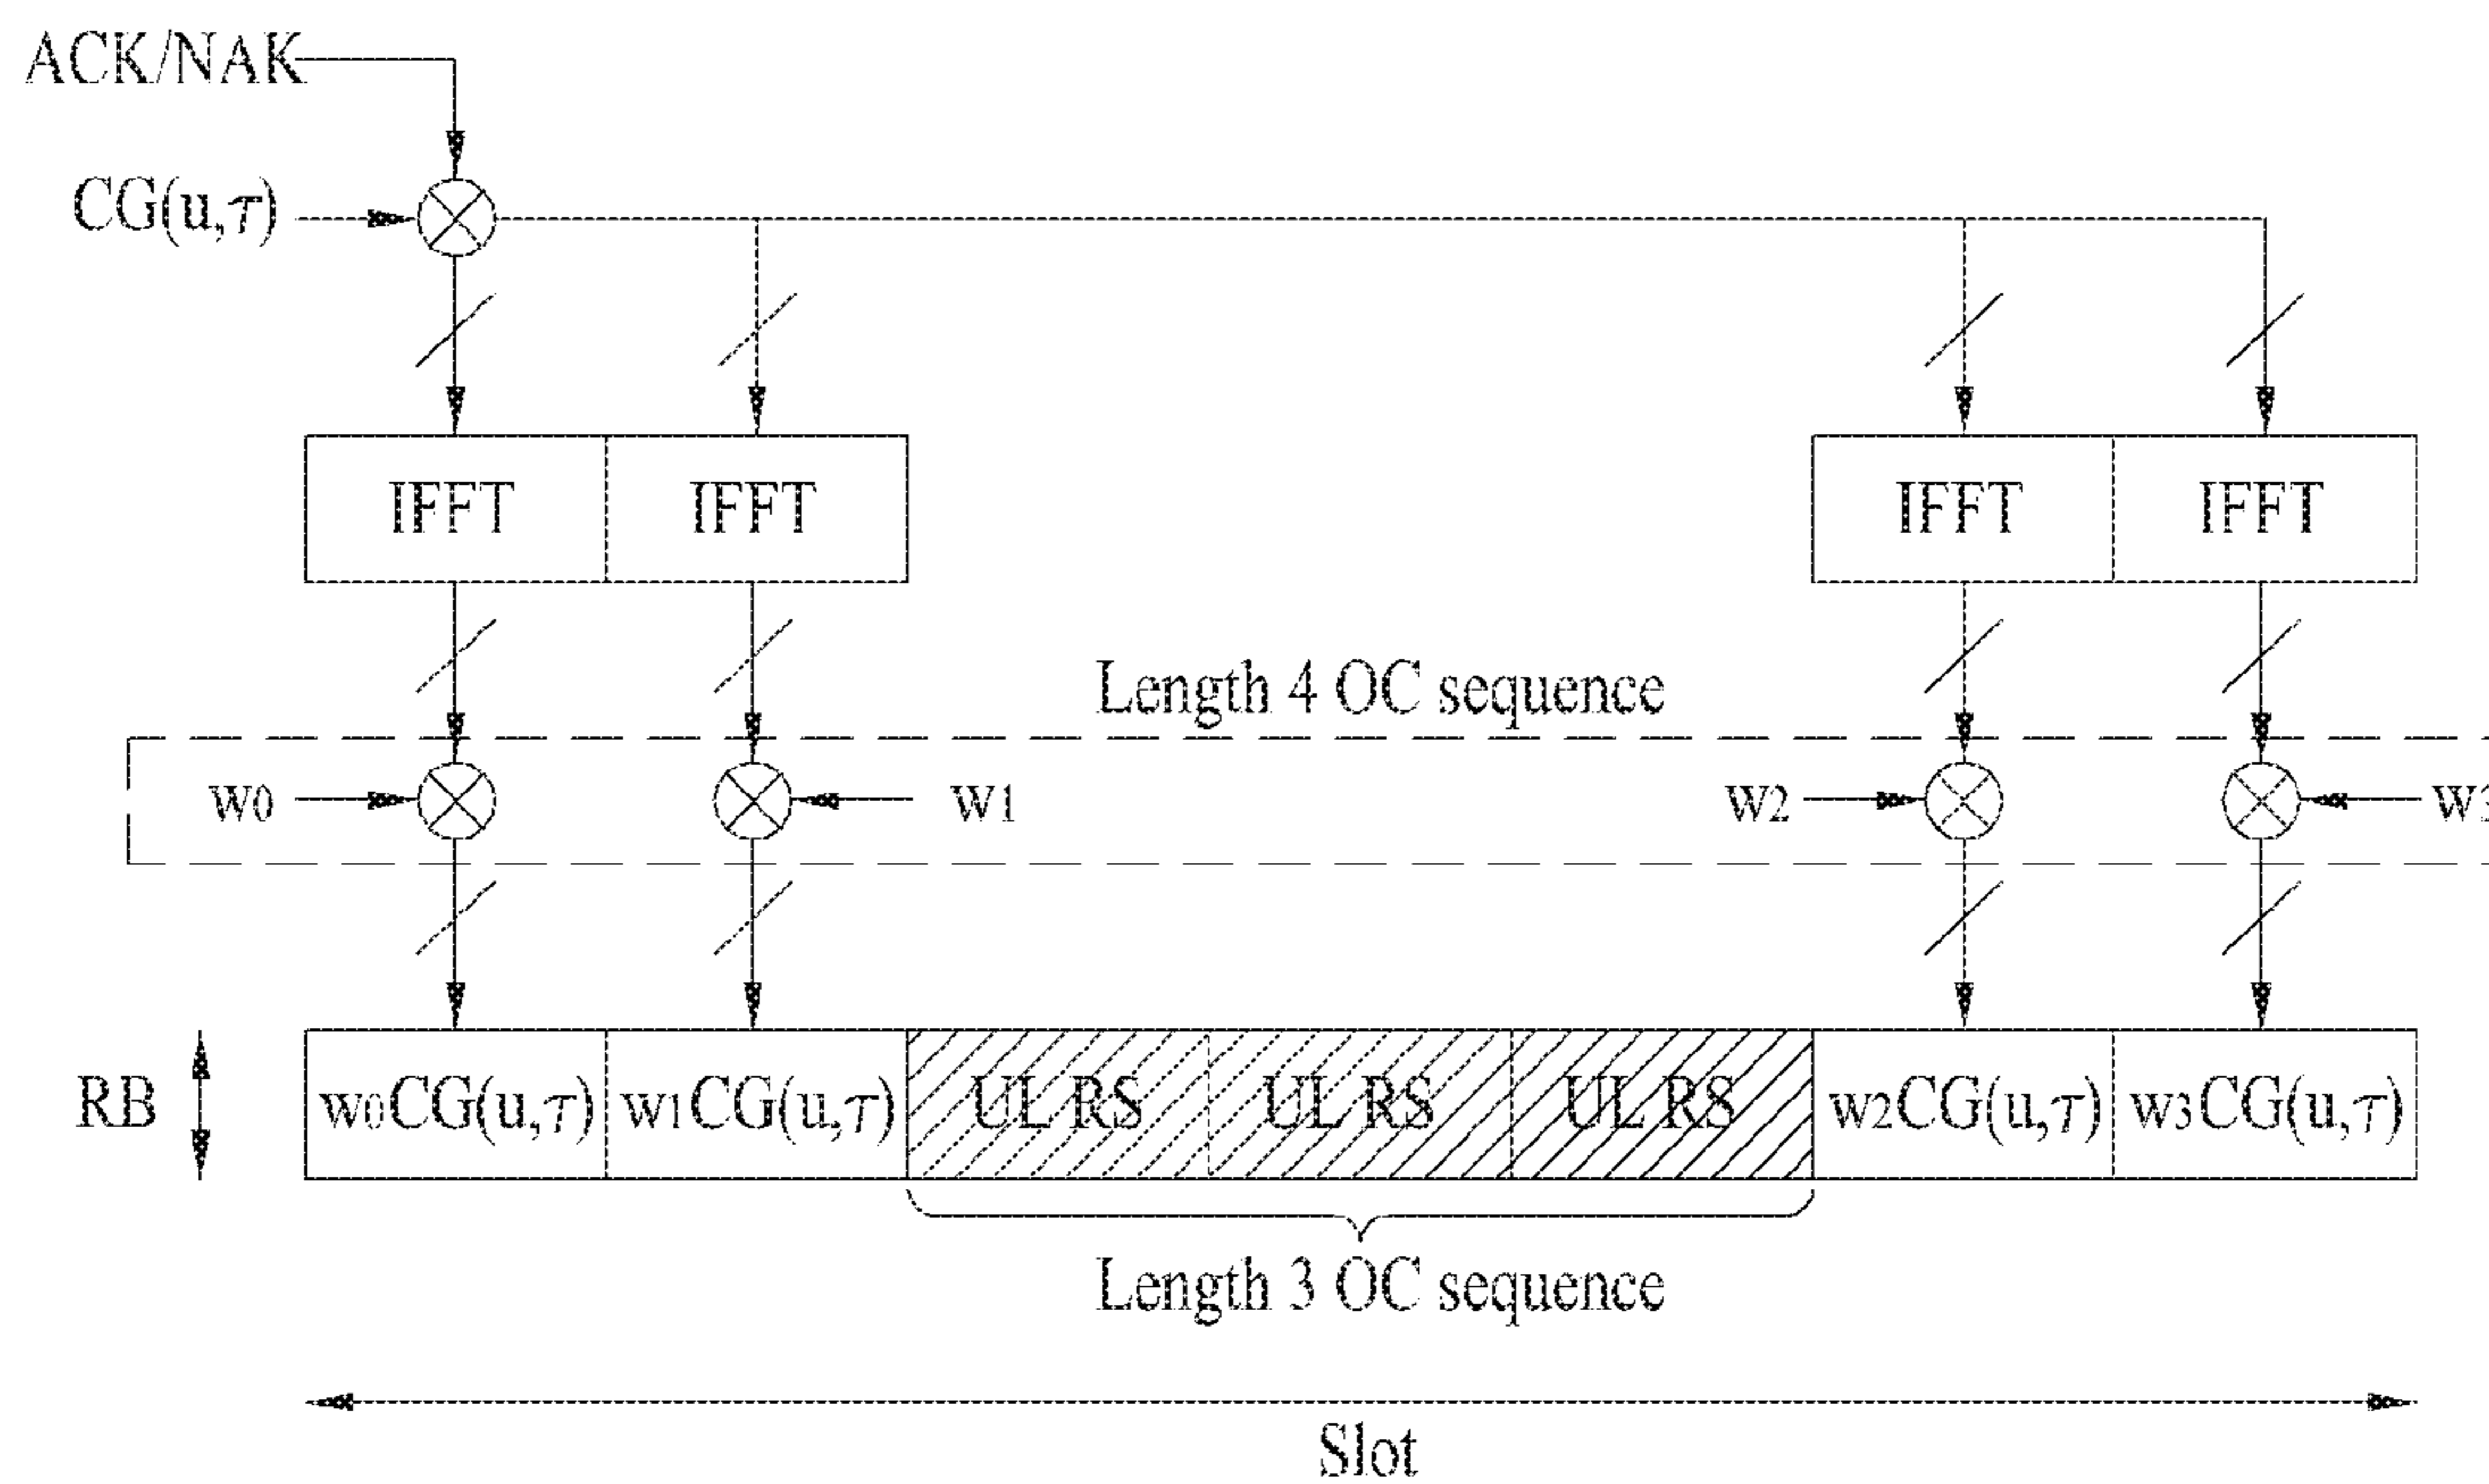 ACK/NAK
CG(u,τ)
IFFT IFFT IFFT IFFT
Length 4 OC sequence
w0 w1 w2 w3
RB w0CG(u,τ) w1CG(u,τ) UL RS UL RS UL RS w2CG(u,τ) w3CG(u,τ)
Length 3 OC sequence
Slot